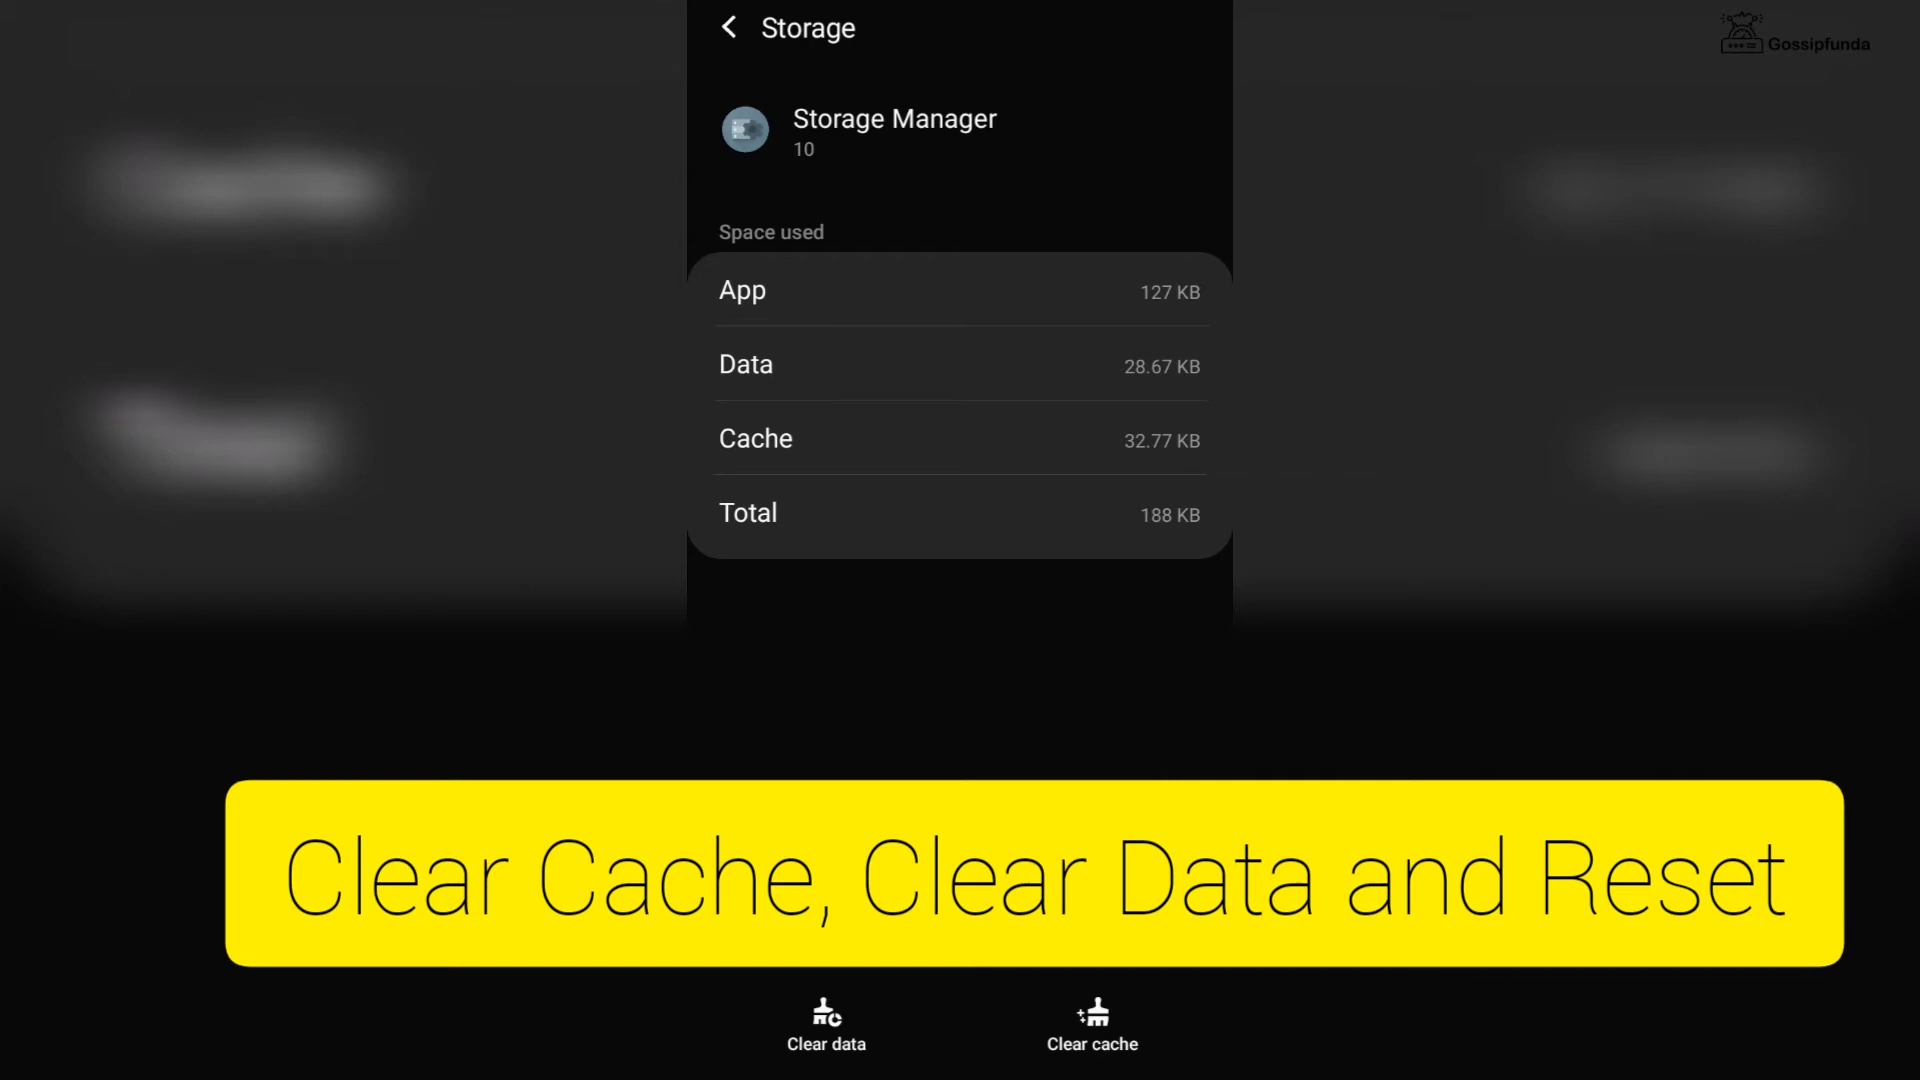 Storage
Gossipfunda
Storage Manager
10
Space used
App 127 KB
Data 28.67 KB
Cache 32.77 KB
Total 188 KB
Clear Cache, Clear Data and Reset
Clear data Clear cache